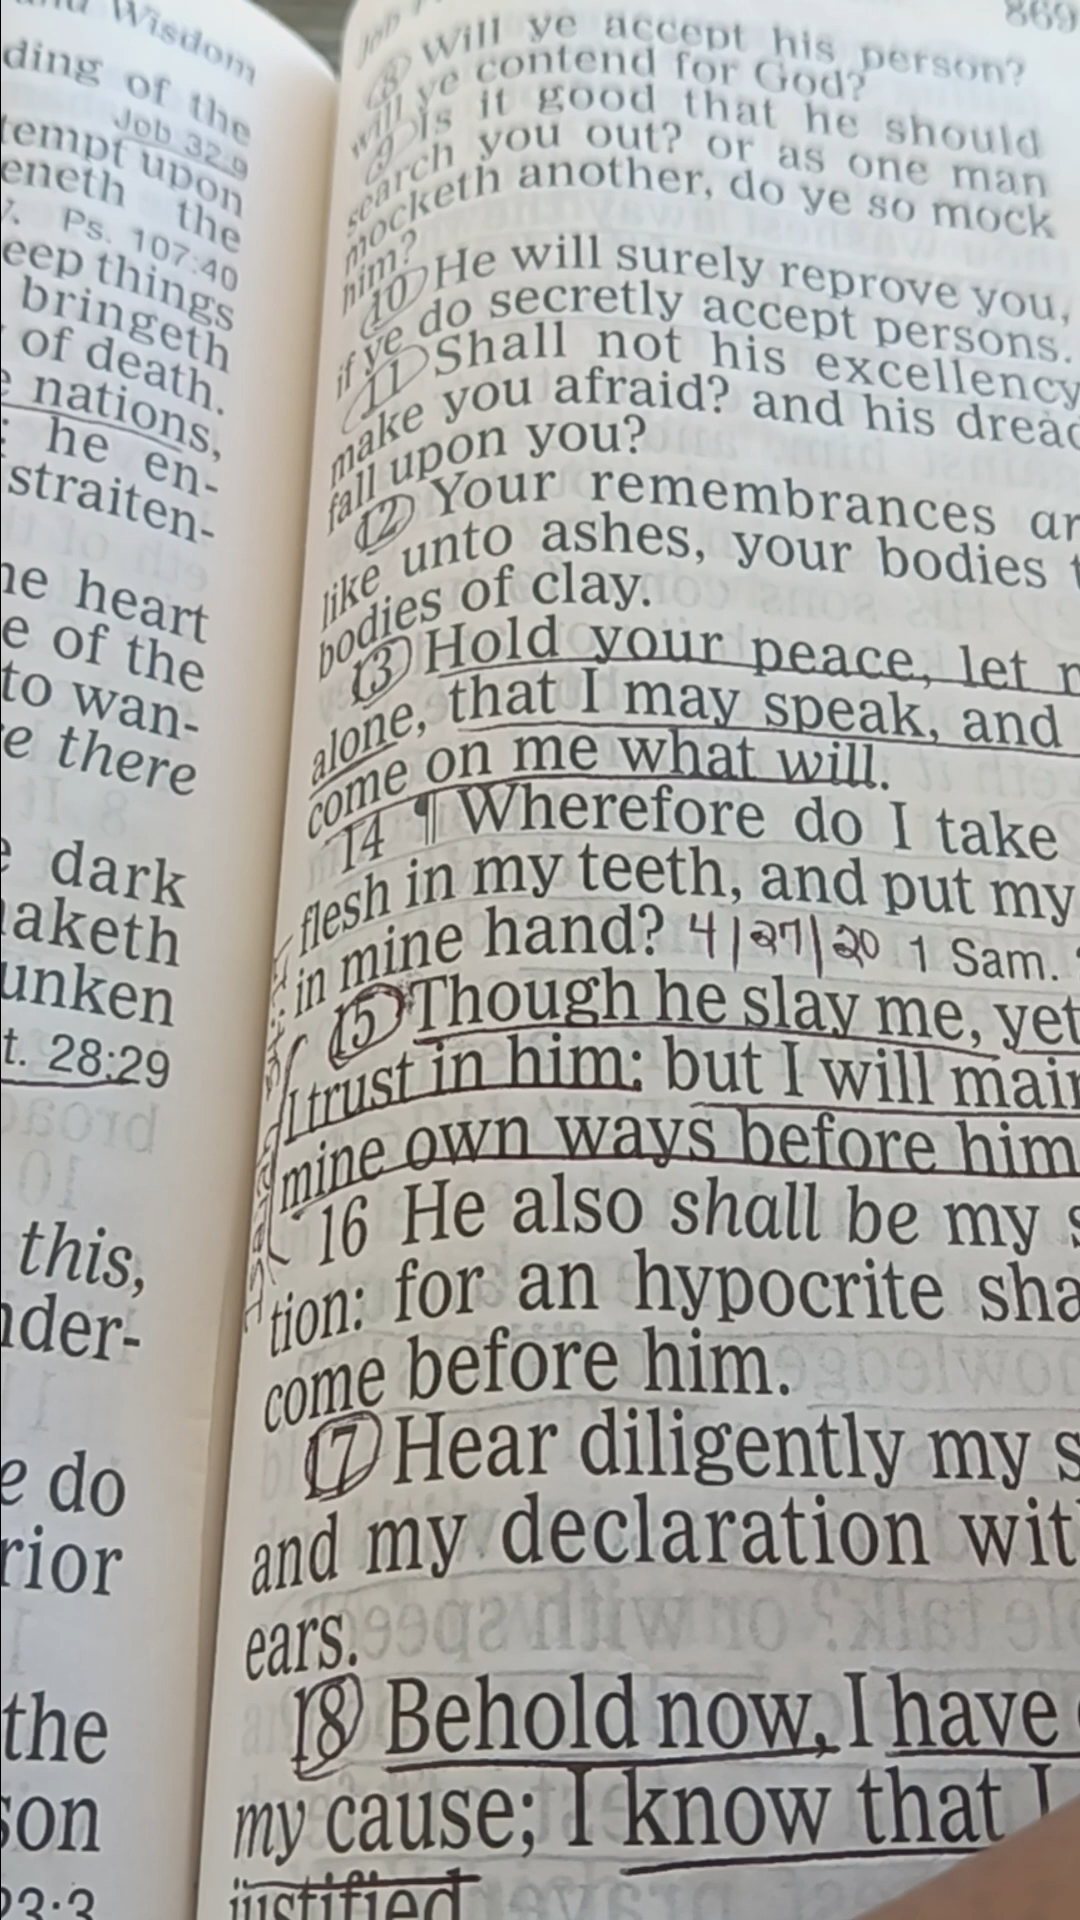 and Wisdom
ding of the
Job 32:9
tempt upon
eneth the
Ps. 107:40
eep things
bringeth
of death.
nations,
he en-
straiten-
he heart
e of the
to wan-
e there
dark
aketh
unken
t. 28:29
this,
nder-
e do
rior
the
son
23:3
Job
869
8 Will ye accept his person?
will ye contend for God?
9 Is it good that he should
search you out? or as one man
mocketh another, do ye so mock
him?
10 He will surely reprove you,
if ye do secretly accept persons.
11 Shall not his excellency
make you afraid? and his dread
fall upon you?
12 Your remembrances ar
like unto ashes, your bodies t
bodies of clay.
13 Hold your peace, let m
alone, that I may speak, and
come on me what will.
14 ¶ Wherefore do I take
flesh in my teeth, and put my
in mine hand? 4/27/20 1 Sam.
15 Though he slay me, yet
I trust in him: but I will main
mine own ways before him
16 He also shall be my s
tion: for an hypocrite sha
come before him.
17 Hear diligently my s
and my declaration wit
ears.
18 Behold now, I have
my cause; I know that I
justified